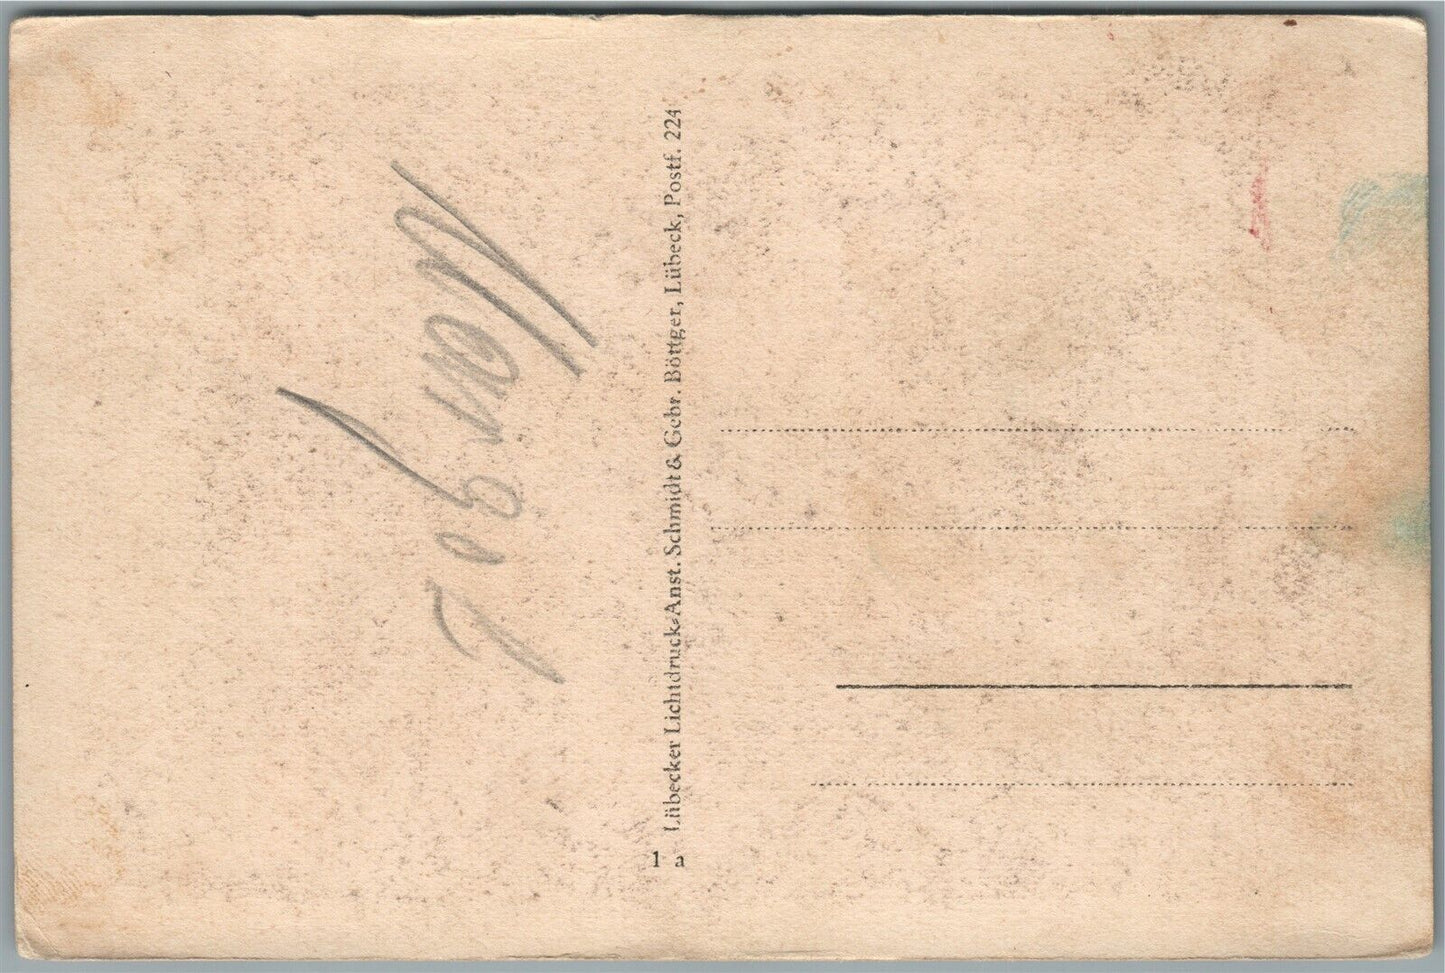 Lübecker Lichtdruck-Anst. Schmidt & Gebr. Böttger, Lübeck, Postf. 224
1 a